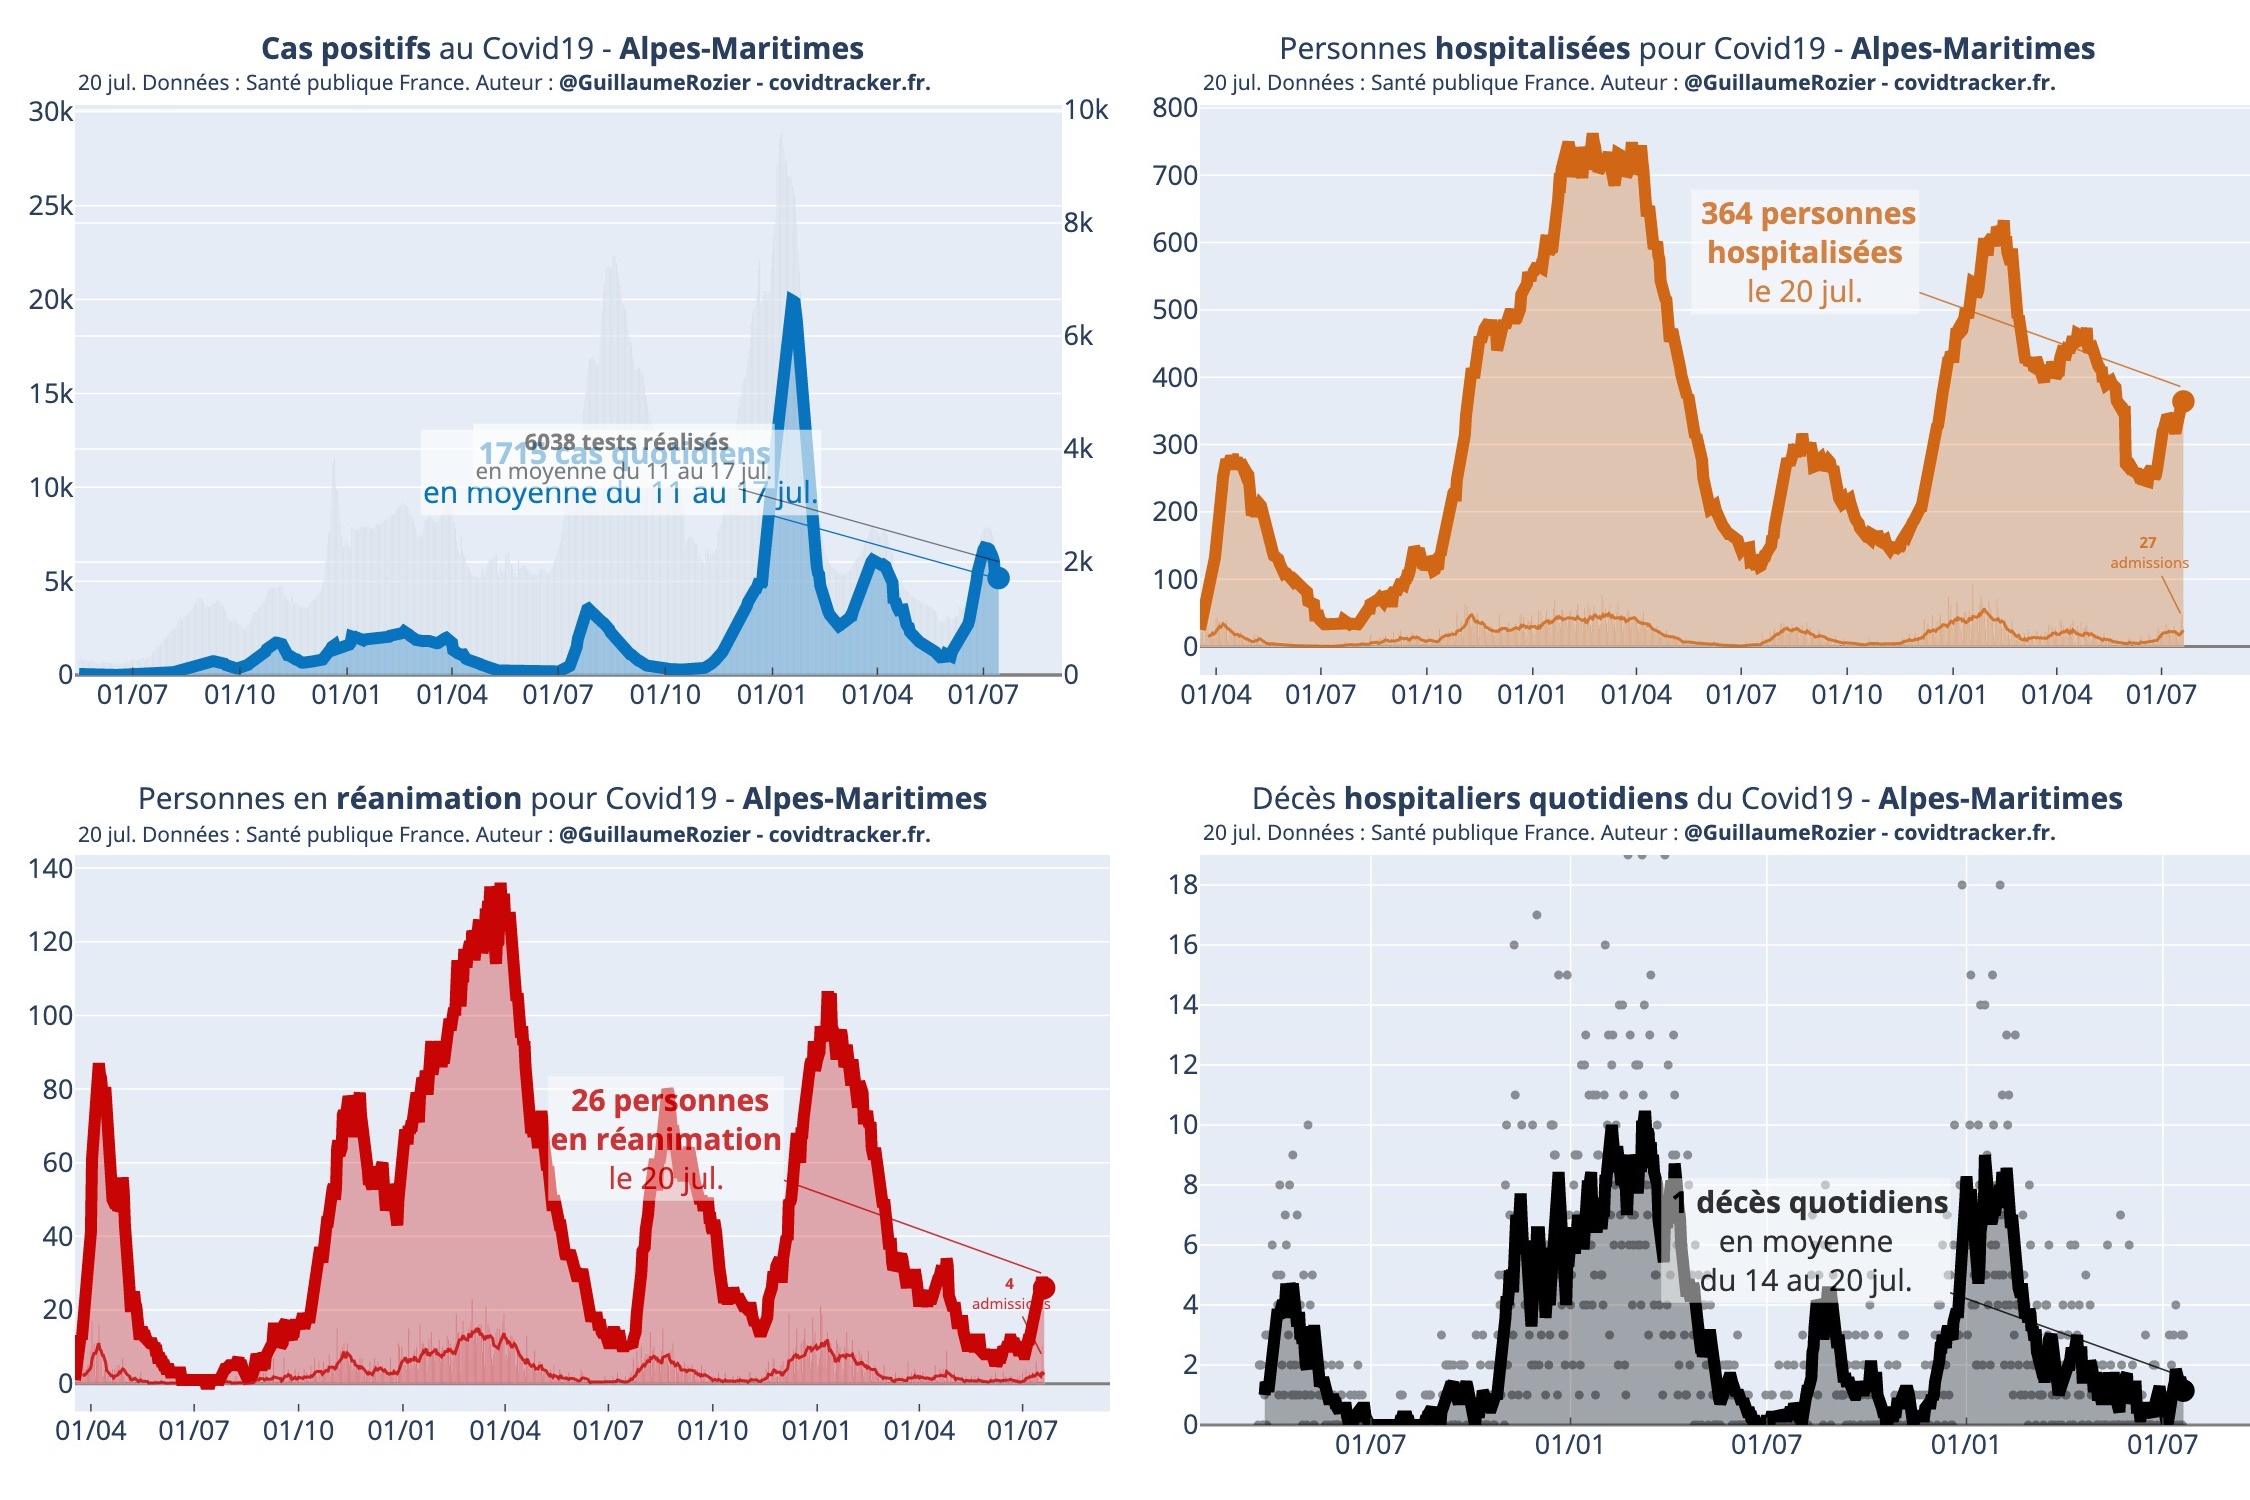 Cas positifs au Covid19 - Alpes-Maritimes
20 jul. Données : Santé publique France. Auteur : @GuillaumeRozier - covidtracker.fr.
30k
25k
20k
15k
10k
5k
0
10k
8k
6k
4k
2k
0
6038 tests réalisés
en moyenne du 11 au 17 jul.
1715 cas quotidiens
en moyenne du 11 au 17 jul.
01/07 01/10 01/01 01/04 01/07 01/10 01/01 01/04 01/07
Personnes hospitalisées pour Covid19 - Alpes-Maritimes
20 jul. Données : Santé publique France. Auteur : @GuillaumeRozier - covidtracker.fr.
800
700
600
500
400
300
200
100
0
364 personnes
hospitalisées
le 20 jul.
27
admissions
01/04 01/07 01/10 01/01 01/04 01/07 01/10 01/01 01/04 01/07
Personnes en réanimation pour Covid19 - Alpes-Maritimes
20 jul. Données : Santé publique France. Auteur : @GuillaumeRozier - covidtracker.fr.
140
120
100
80
60
40
20
0
26 personnes
en réanimation
le 20 jul.
4
admissions
01/04 01/07 01/10 01/01 01/04 01/07 01/10 01/01 01/04 01/07
Décès hospitaliers quotidiens du Covid19 - Alpes-Maritimes
20 jul. Données : Santé publique France. Auteur : @GuillaumeRozier - covidtracker.fr.
18
16
14
12
10
8
6
4
2
0
1 décès quotidiens
en moyenne
du 14 au 20 jul.
01/07 01/01 01/07 01/01 01/07